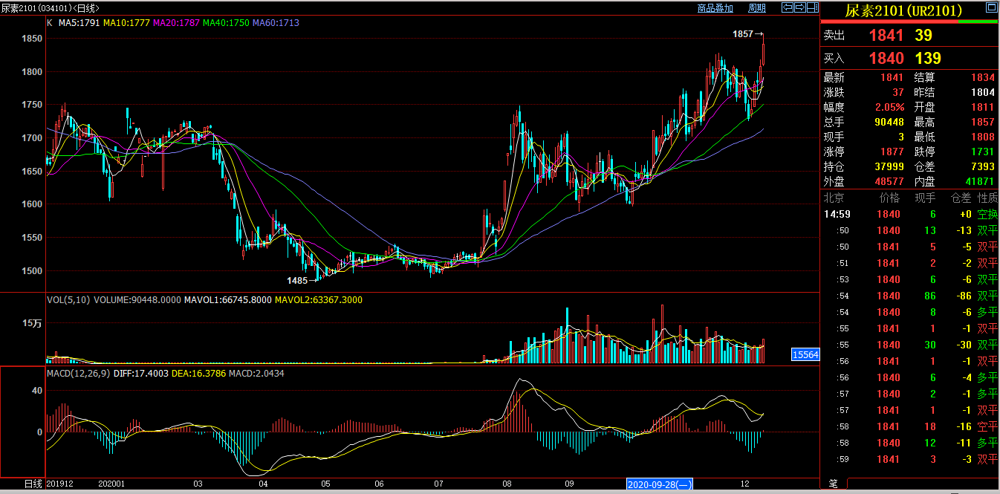 尿素2101(034101)<日线> 商品叠加 周期
K MA5:1791 MA10:1777 MA20:1787 MA40:1750 MA60:1713
1857
1850
1800
1750
1700
1650
1600
1550
1500
1485
VOL(5,10) VOLUME:90448.0000 MAVOL1:66745.8000 MAVOL2:63367.3000
15万
15564
MACD(12,26,9) DIFF:17.4003 DEA:16.3786 MACD:2.0434
40
0
日线 201912 202001 03 04 05 06 07 08 09 2020-09-28(一) 12
尿素2101(UR2101)
卖出 1841 39
买入 1840 139
最新 1841 结算 1834
涨跌 37 昨结 1804
幅度 2.05% 开盘 1811
总手 90448 最高 1857
现手 3 最低 1808
涨停 1877 跌停 1731
持仓 37999 仓差 7393
外盘 48577 内盘 41871
北京 价格 现手 仓差 性质
14:59 1840 6 +0 空换
:50 1840 13 -13 双平
:50 1841 5 -5 双平
:51 1841 2 -2 双平
:53 1840 6 -6 双平
:54 1840 86 -86 双平
:54 1840 8 -6 多平
:55 1841 1 -1 双平
:55 1840 30 -30 双平
:56 1841 1 -1 双平
:56 1840 6 -4 多平
:57 1840 2 -1 多平
:57 1841 1 -1 双平
:58 1841 18 -16 空平
:58 1840 12 -11 多平
:59 1841 3 -3 双平
笔